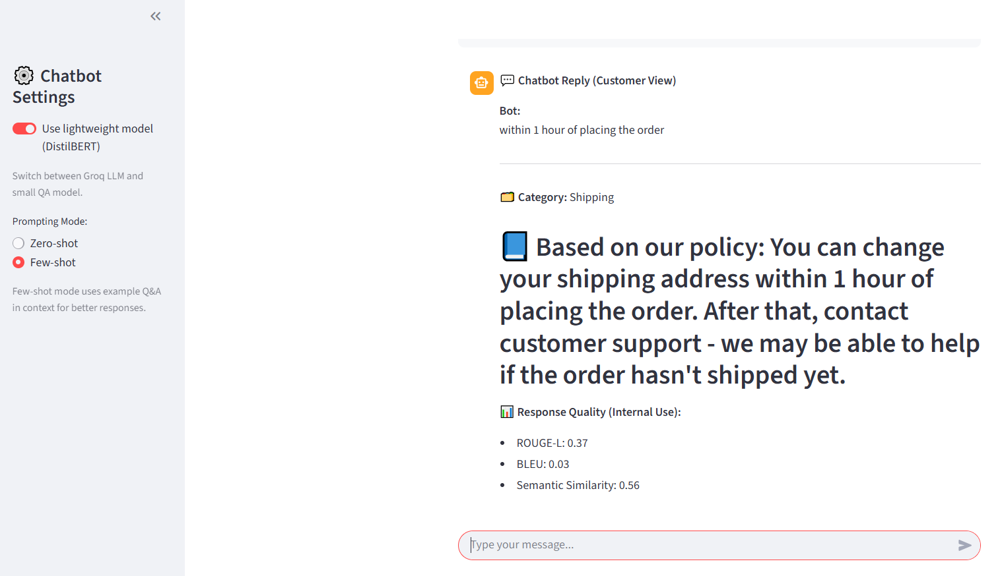 Chatbot
Settings
Use lightweight model
(DistilBERT)
Switch between Groq LLM and
small QA model.
Prompting Mode:
Zero-shot
Few-shot
Few-shot mode uses example Q&A
in context for better responses.
Chatbot Reply (Customer View)
Bot:
within 1 hour of placing the order
Category: Shipping
Based on our policy: You can change
your shipping address within 1 hour of
placing the order. After that, contact
customer support - we may be able to help
if the order hasn't shipped yet.
Response Quality (Internal Use):
• ROUGE-L: 0.37
• BLEU: 0.03
• Semantic Similarity: 0.56
Type your message...